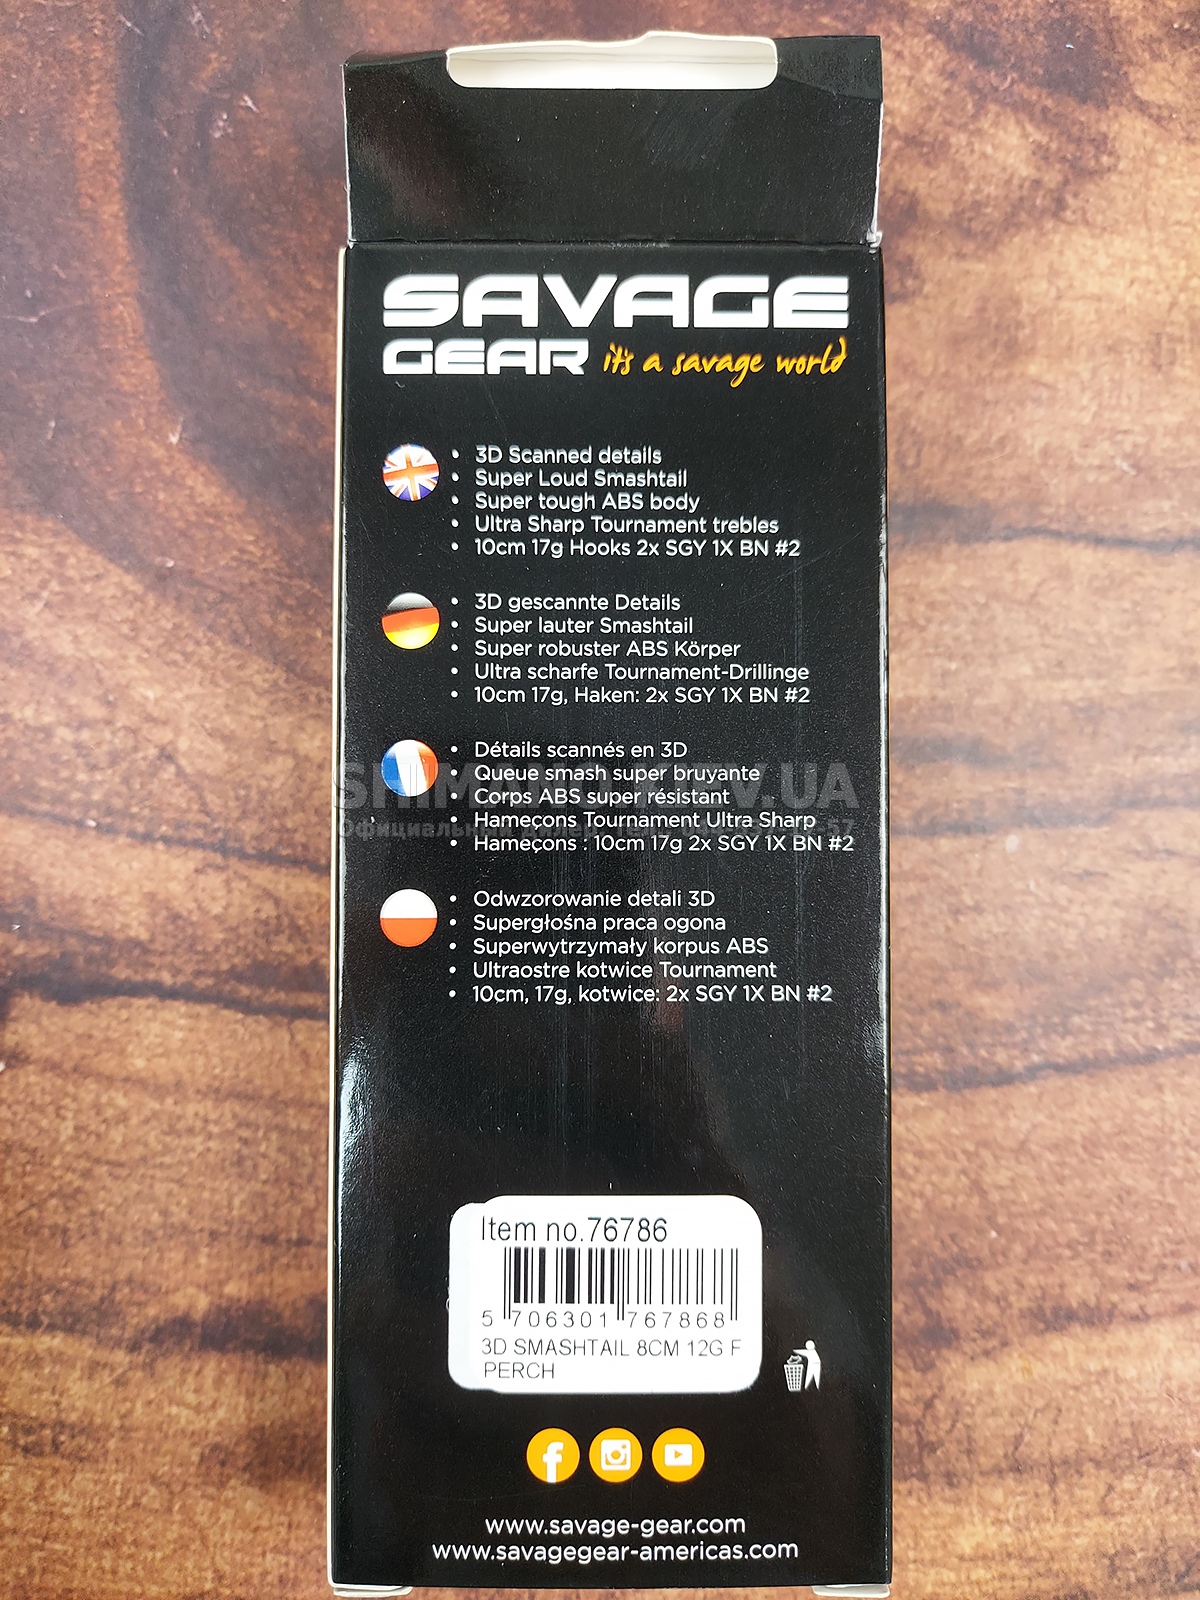 SAVAGE
GEAR it's a savage world
• 3D Scanned details
• Super Loud Smashtail
• Super tough ABS body
• Ultra Sharp Tournament trebles
• 10cm 17g Hooks 2x SGY 1X BN #2
• 3D gescannte Details
• Super lauter Smashtail
• Super robuster ABS Körper
• Ultra scharfe Tournament-Drillinge
• 10cm 17g, Haken: 2x SGY 1X BN #2
• Détails scannés en 3D
• Queue smash super bruyante
SHIMANO.KIEV.UA
• Corps ABS super résistant
• Hameçons Tournament Ultra Sharp
Официальный дилер
• Hameçons : 10cm 17g 2x SGY 1X BN #2
• Odwzorowanie detali 3D
• Supergłośna praca ogona
• Superwytrzymały korpus ABS
• Ultraostre kotwice Tournament
• 10cm, 17g, kotwice: 2x SGY 1X BN #2
Item no.76786
5 706301 767868
3D SMASHTAIL 8CM 12G F
PERCH
www.savage-gear.com
www.savagegear-americas.com